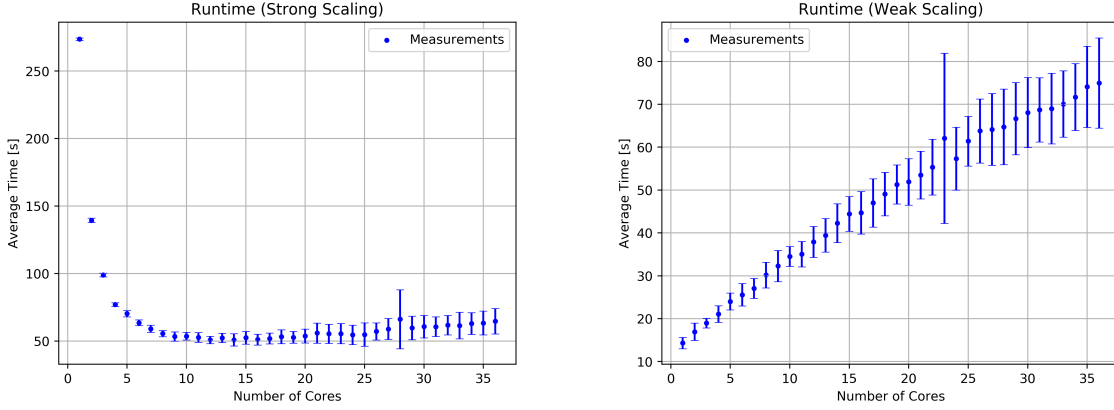 Runtime (Strong Scaling)
Measurements
Average Time [s]
250
200
150
100
50
0 5 10 15 20 25 30 35
Number of Cores
Runtime (Weak Scaling)
Measurements
Average Time [s]
80
70
60
50
40
30
20
10
0 5 10 15 20 25 30 35
Number of Cores